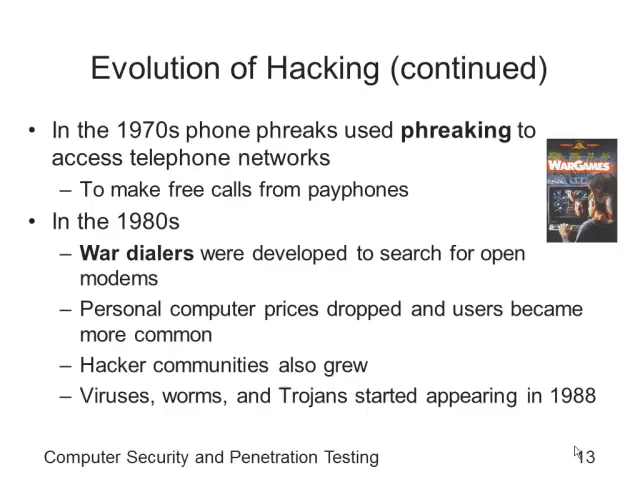 Evolution of Hacking (continued)
• In the 1970s phone phreaks used phreaking to
access telephone networks
– To make free calls from payphones
WARGAMES
• In the 1980s
– War dialers were developed to search for open
modems
– Personal computer prices dropped and users became
more common
– Hacker communities also grew
– Viruses, worms, and Trojans started appearing in 1988
Computer Security and Penetration Testing
13